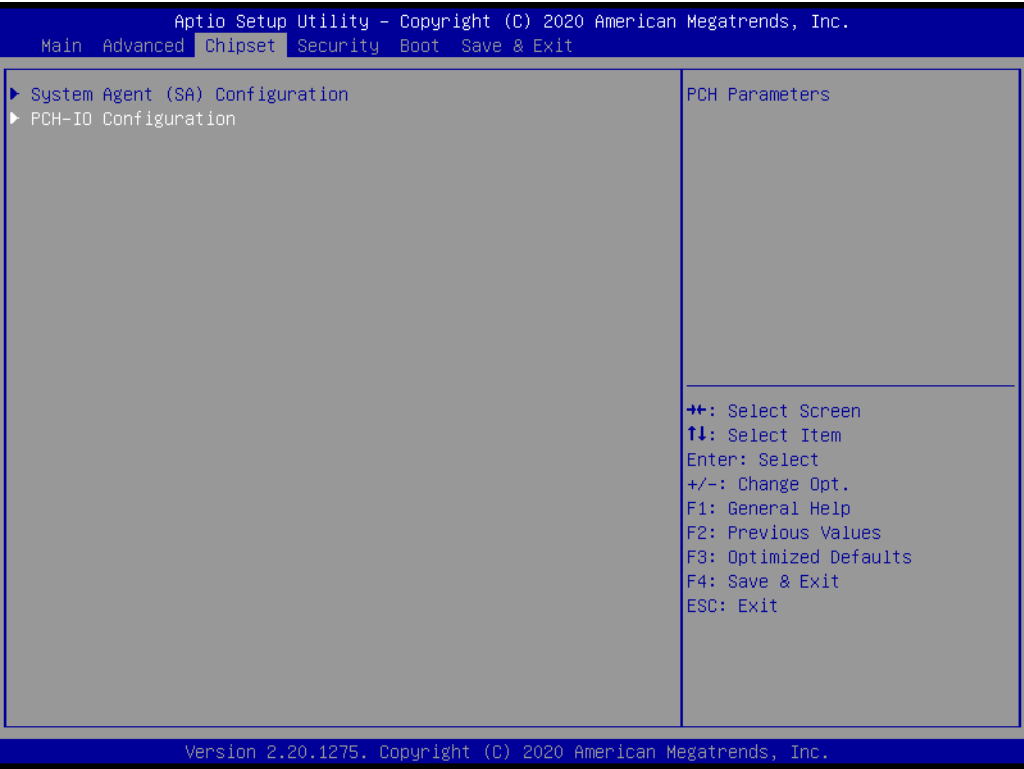 Aptio Setup Utility – Copyright (C) 2020 American Megatrends, Inc.
Main Advanced Chipset Security Boot Save & Exit
System Agent (SA) Configuration
PCH-IO Configuration
PCH Parameters
→←: Select Screen
↑↓: Select Item
Enter: Select
+/-: Change Opt.
F1: General Help
F2: Previous Values
F3: Optimized Defaults
F4: Save & Exit
ESC: Exit
Version 2.20.1275. Copyright (C) 2020 American Megatrends, Inc.